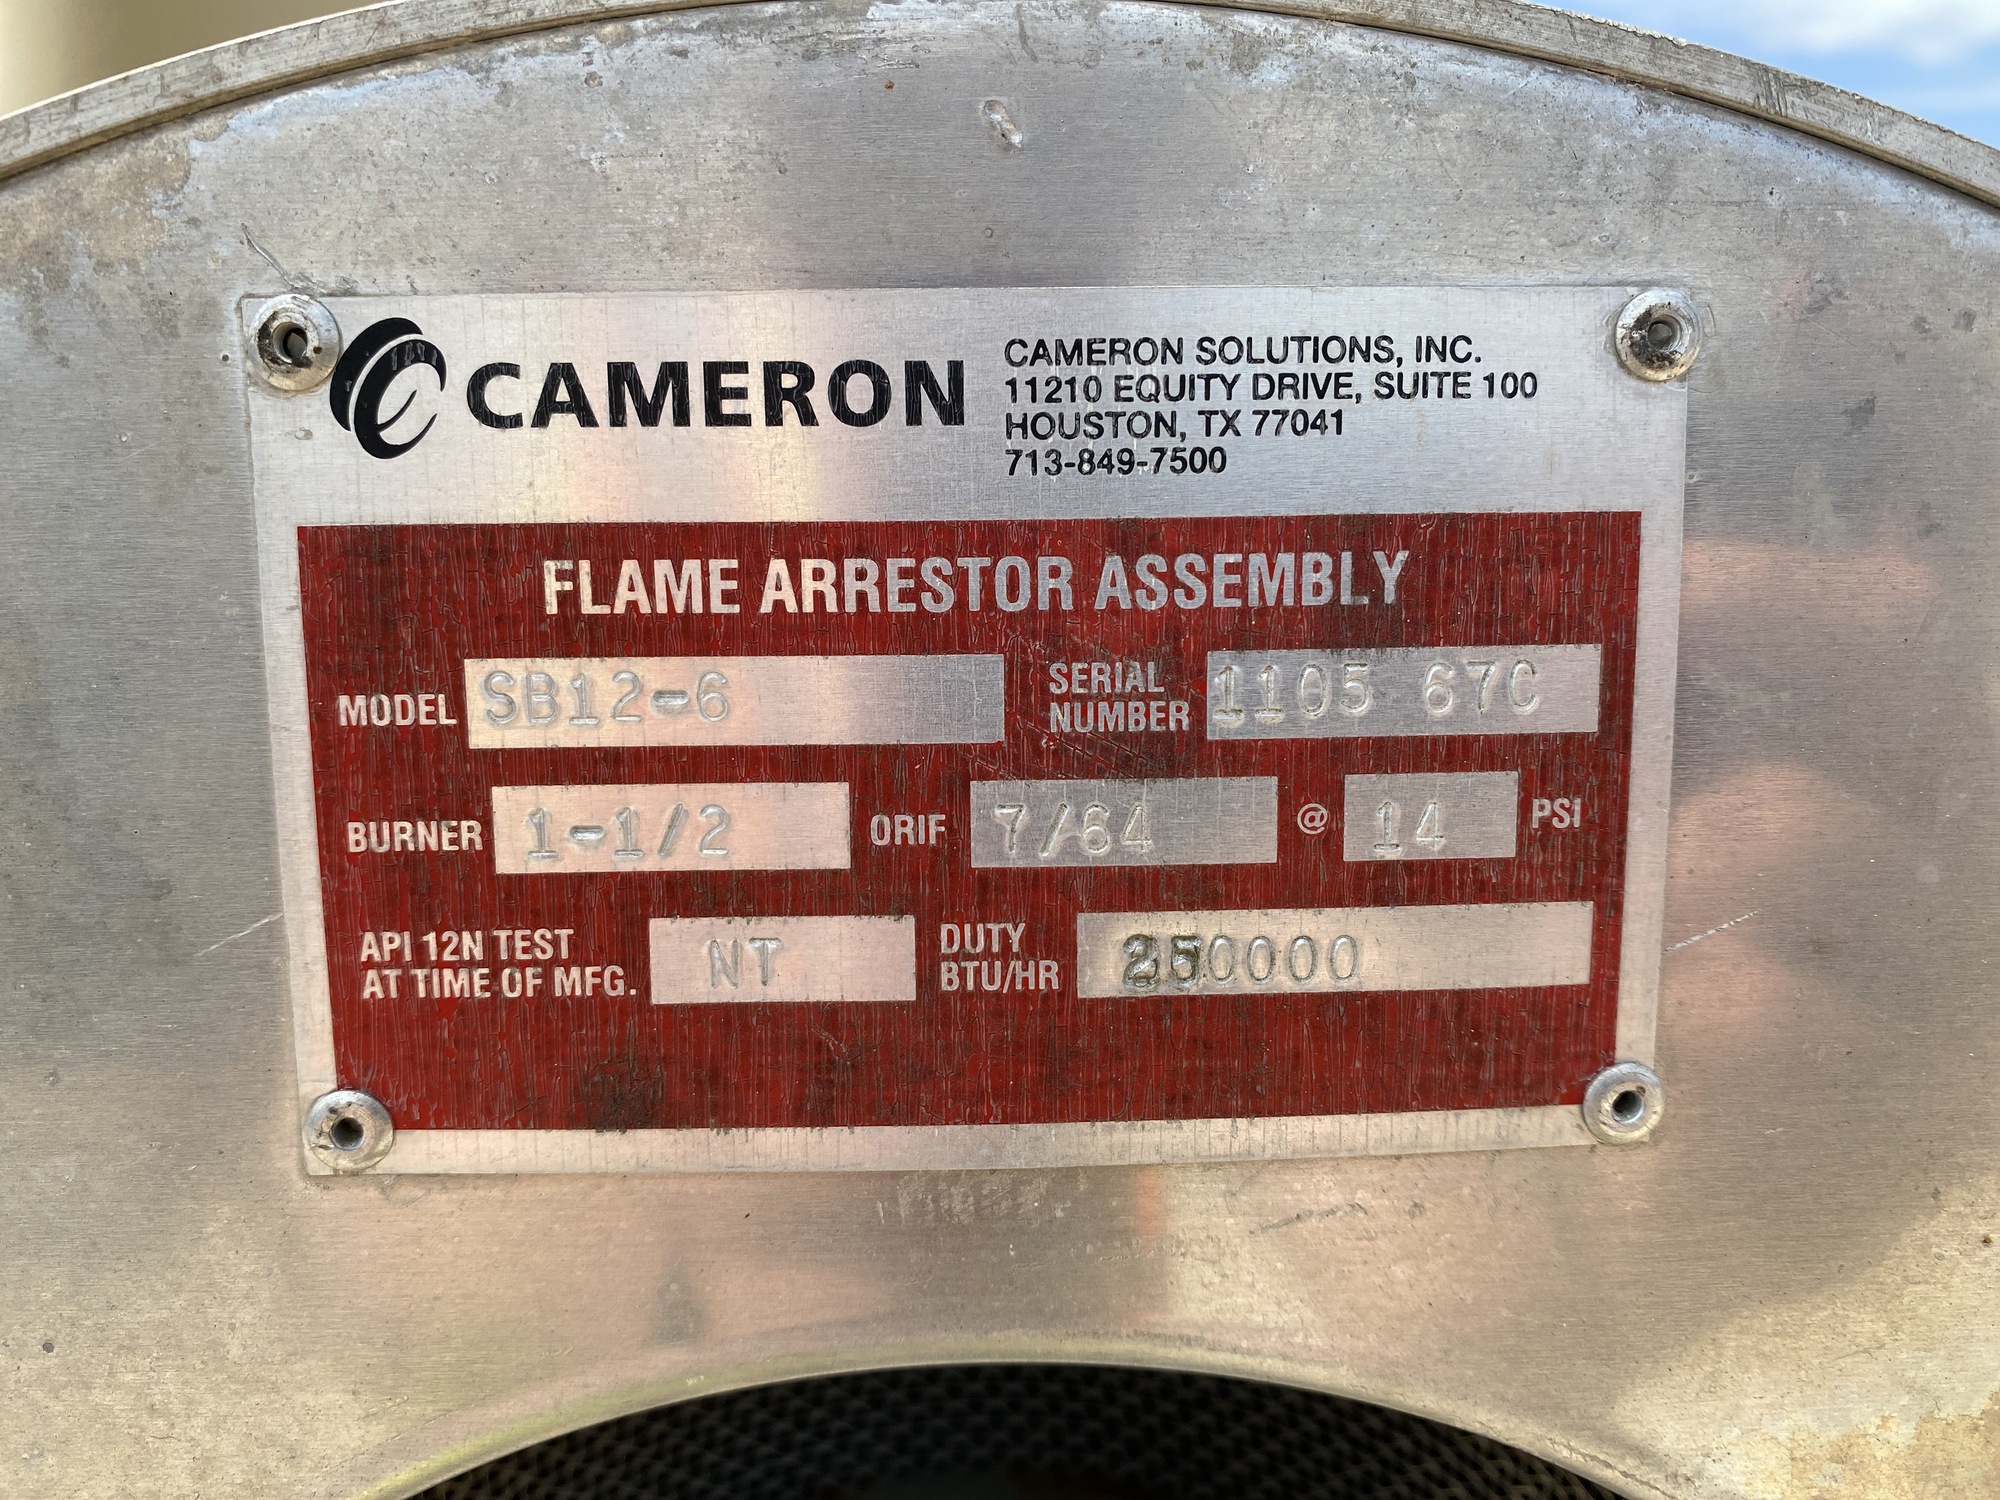 CAMERON
CAMERON SOLUTIONS, INC.
11210 EQUITY DRIVE, SUITE 100
HOUSTON, TX 77041
713-849-7500
FLAME ARRESTOR ASSEMBLY
MODEL SB12-6 SERIAL NUMBER 1105 67C
BURNER 1-1/2 ORIF 7/64 @ 14 PSI
API 12N TEST AT TIME OF MFG. NT DUTY BTU/HR